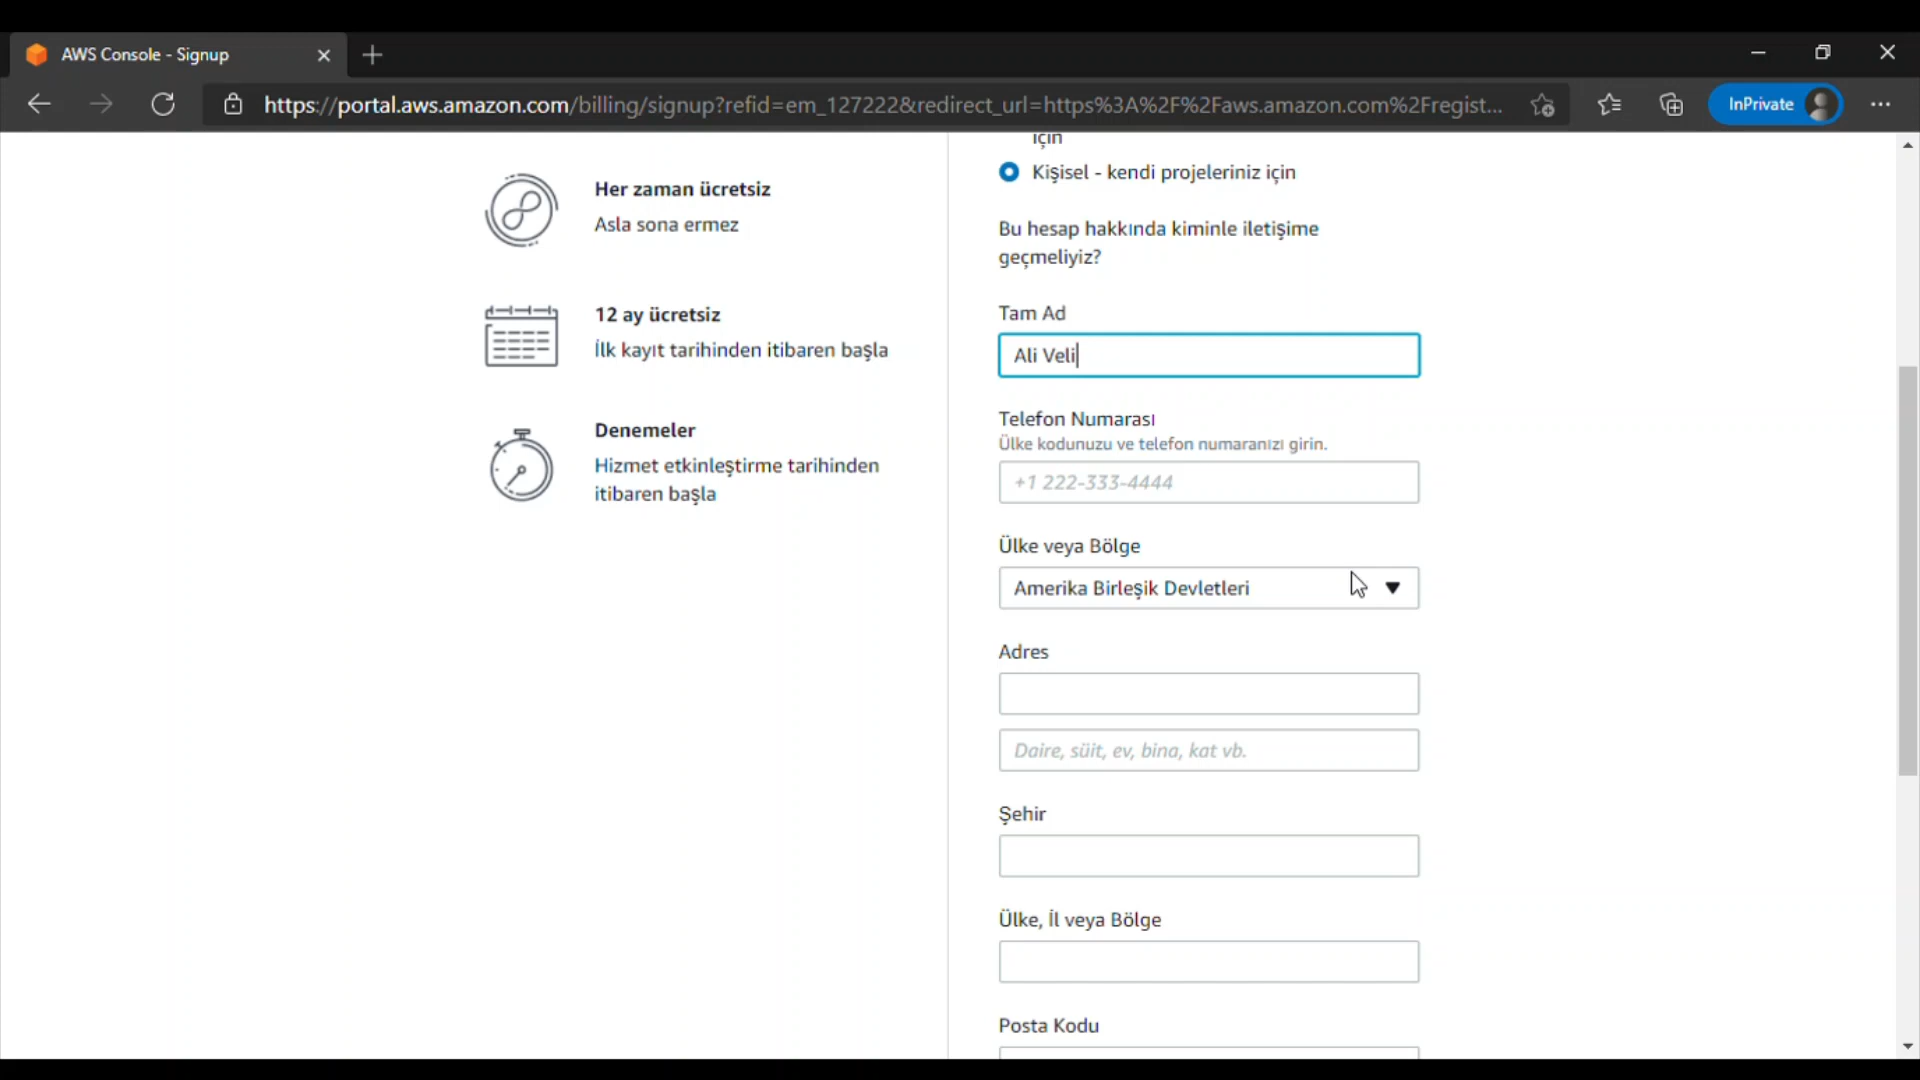 AWS Console - Signup
https://portal.aws.amazon.com/billing/signup?refid=em_127222&redirect_url=https%3A%2F%2Faws.amazon.com%2Fregist...
InPrivate
Her zaman ücretsiz
Asla sona ermez
12 ay ücretsiz
İlk kayıt tarihinden itibaren başla
Denemeler
Hizmet etkinleştirme tarihinden
itibaren başla
için
Kişisel - kendi projeleriniz için
Bu hesap hakkında kiminle iletişime
geçmeliyiz?
Tam Ad
Ali Veli
Telefon Numarası
Ülke kodunuzu ve telefon numaranızı girin.
+1 222-333-4444
Ülke veya Bölge
Amerika Birleşik Devletleri
Adres
Daire, süit, ev, bina, kat vb.
Şehir
Ülke, İl veya Bölge
Posta Kodu